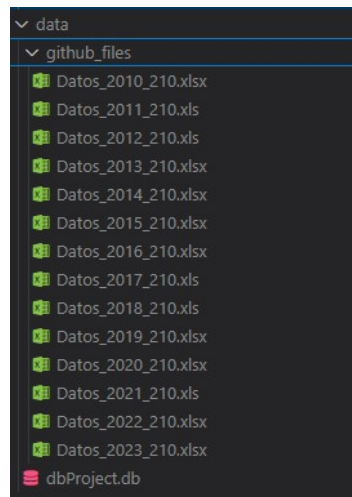 data
github_files
Datos_2010_210.xlsx
Datos_2011_210.xls
Datos_2012_210.xls
Datos_2013_210.xlsx
Datos_2014_210.xlsx
Datos_2015_210.xlsx
Datos_2016_210.xlsx
Datos_2017_210.xls
Datos_2018_210.xls
Datos_2019_210.xlsx
Datos_2020_210.xlsx
Datos_2021_210.xls
Datos_2022_210.xlsx
Datos_2023_210.xlsx
dbProject.db